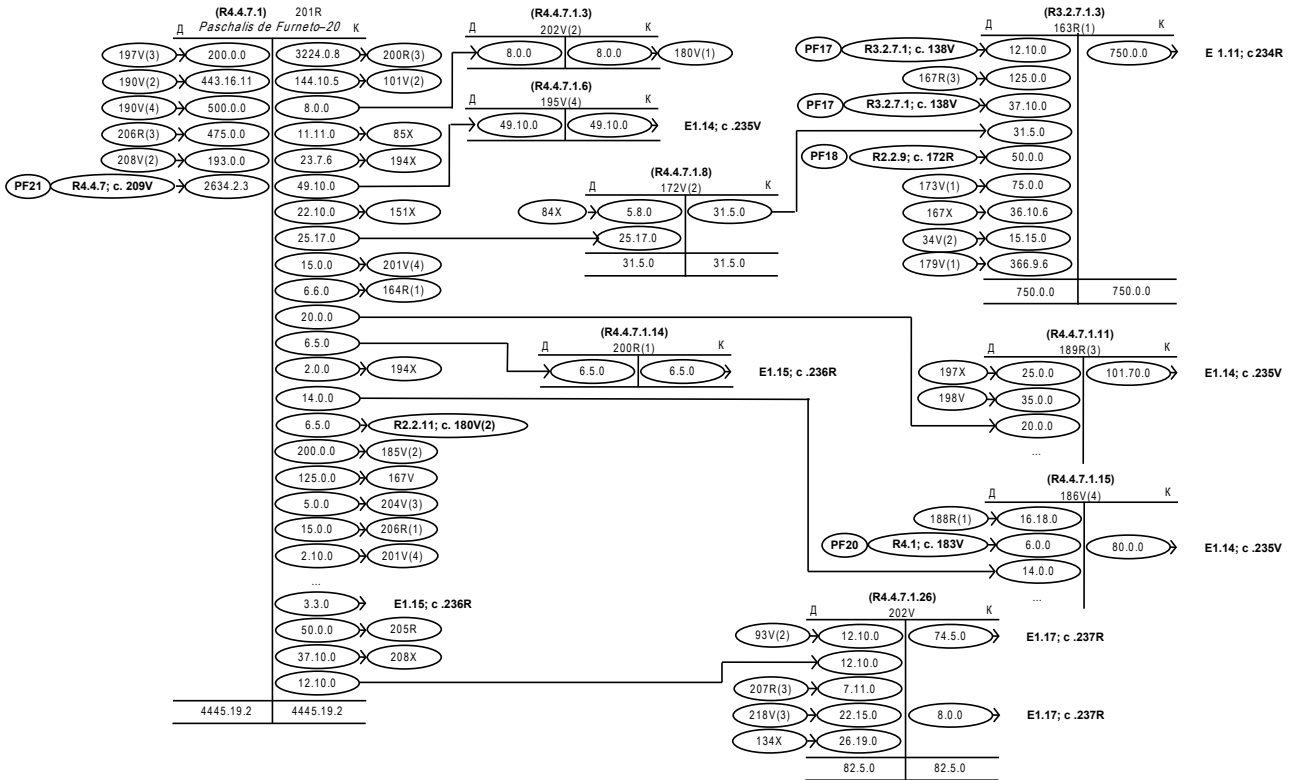 (R4.4.7.1) 201R
Д Paschalis de Furneto–20 К
197V(3) 200.0.0 3224.0.8 200R(3)
190V(2) 443.16.11 144.10.5 101V(2)
190V(4) 500.0.0 8.0.0
206R(3) 475.0.0 11.11.0 85X
208V(2) 193.0.0 23.7.6 194X
PF21 R4.4.7; c. 209V 2634.2.3 49.10.0
22.10.0 151X
25.17.0
15.0.0 201V(4)
6.6.0 164R(1)
20.0.0
6.5.0
2.0.0 194X
14.0.0
6.5.0 R2.2.11; c. 180V(2)
200.0.0 185V(2)
125.0.0 167V
5.0.0 204V(3)
15.0.0 206R(1)
2.10.0 201V(4)
...
3.3.0 E1.15; c .236R
50.0.0 205R
37.10.0 208X
12.10.0
4445.19.2 4445.19.2
(R4.4.7.1.3)
Д 202V(2) К
8.0.0 8.0.0 180V(1)
(R4.4.7.1.6)
Д 195V(4) К
49.10.0 49.10.0 E1.14; c .235V
(R4.4.7.1.8)
Д 172V(2) К
84X 5.8.0 31.5.0
25.17.0
31.5.0 31.5.0
(R4.4.7.1.14)
Д 200R(1) К
6.5.0 6.5.0 E1.15; c .236R
(R3.2.7.1.3)
Д 163R(1) К
PF17 R3.2.7.1; c. 138V 12.10.0 750.0.0 E 1.11; c 234R
167R(3) 125.0.0
PF17 R3.2.7.1; c. 138V 37.10.0
31.5.0
PF18 R2.2.9; c. 172R 50.0.0
173V(1) 75.0.0
167X 36.10.6
34V(2) 15.15.0
179V(1) 366.9.6
750.0.0 750.0.0
(R4.4.7.1.11)
Д 189R(3) К
197X 25.0.0 101.70.0 E1.14; c .235V
198V 35.0.0
20.0.0
...
(R4.4.7.1.15)
Д 186V(4) К
188R(1) 16.18.0
PF20 R4.1; c. 183V 6.0.0 80.0.0 E1.14; c .235V
14.0.0
...
(R4.4.7.1.26)
Д 202V К
93V(2) 12.10.0 74.5.0 E1.17; c .237R
12.10.0
207R(3) 7.11.0
218V(3) 22.15.0 8.0.0 E1.17; c .237R
134X 26.19.0
82.5.0 82.5.0